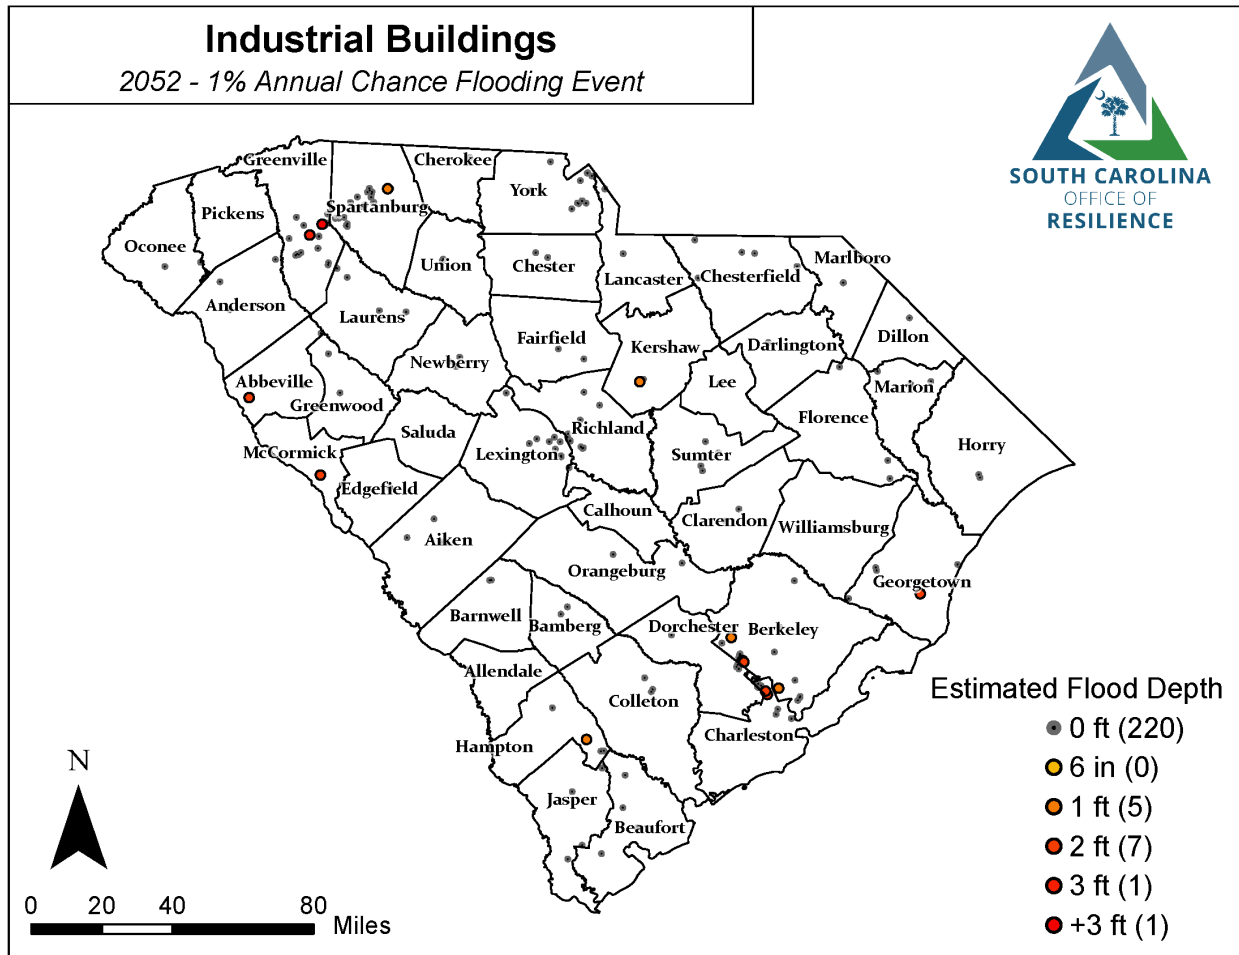 Industrial Buildings
2052 - 1% Annual Chance Flooding Event
SOUTH CAROLINA
OFFICE OF
RESILIENCE
Greenville
Cherokee
York
Pickens
Spartanburg
Oconee
Union
Chester
Lancaster
Chesterfield
Marlboro
Anderson
Laurens
Fairfield
Kershaw
Darlington
Dillon
Newberry
Abbeville
Greenwood
Lee
Marion
Saluda
Richland
Florence
McCormick
Lexington
Sumter
Horry
Edgefield
Calhoun
Clarendon
Williamsburg
Aiken
Orangeburg
Georgetown
Barnwell
Bamberg
Dorchester
Berkeley
Allendale
Colleton
Charleston
Hampton
Jasper
Beaufort
Estimated Flood Depth
0 ft (220)
6 in (0)
1 ft (5)
2 ft (7)
3 ft (1)
+3 ft (1)
N
0 20 40 80 Miles